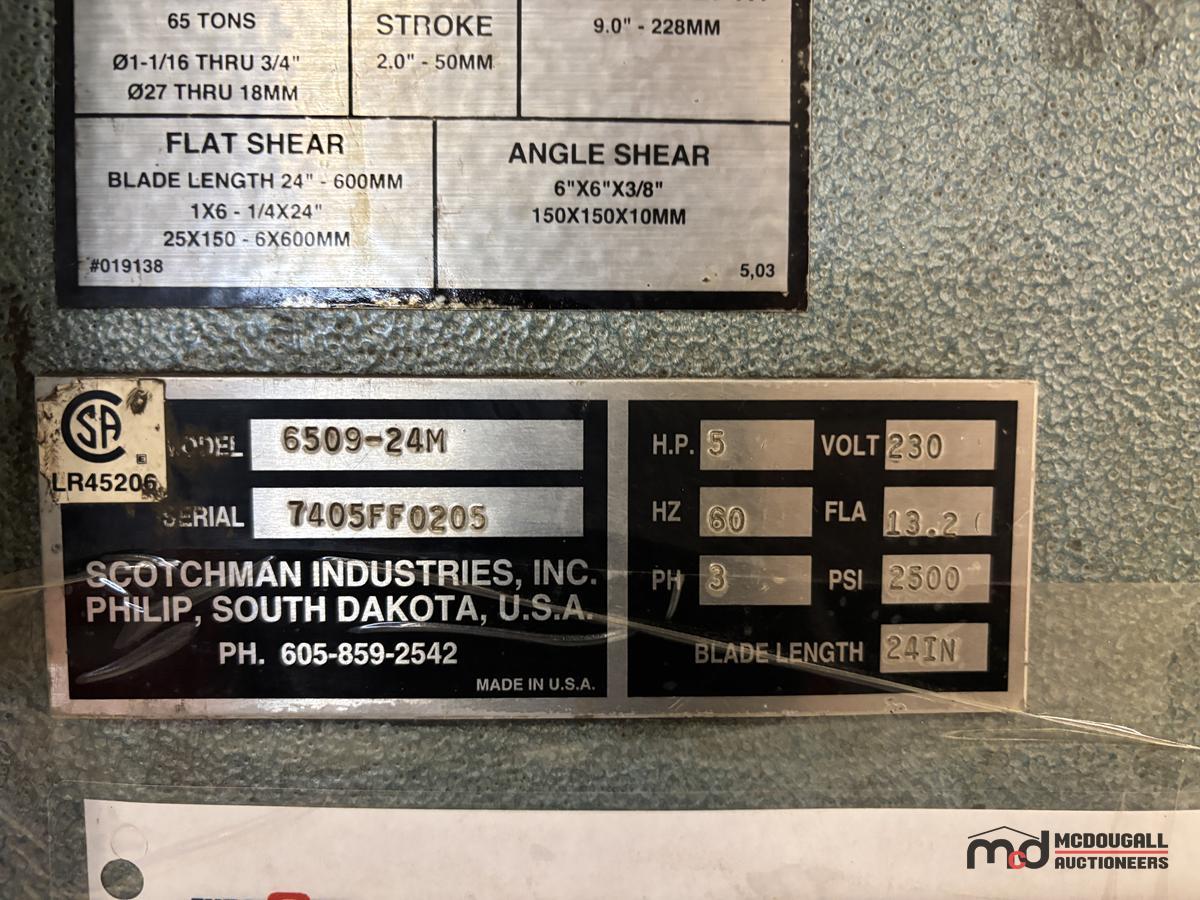 65 TONS
Ø1-1/16 THRU 3/4"
Ø27 THRU 18MM
STROKE
2.0" - 50MM
9.0" - 228MM
FLAT SHEAR
BLADE LENGTH 24" - 600MM
1X6 - 1/4X24"
25X150 - 6X600MM
#019138
ANGLE SHEAR
6"X6"X3/8"
150X150X10MM
5,03
CSA
LR45206
MODEL 6509-24M
SERIAL 7405FF0205
SCOTCHMAN INDUSTRIES, INC.
PHILIP, SOUTH DAKOTA, U.S.A.
PH. 605-859-2542
MADE IN U.S.A.
H.P. 5 VOLT 230
HZ 60 FLA 13.2
PH 3 PSI 2500
BLADE LENGTH 24IN
mcd MCDOUGALL
AUCTIONEERS